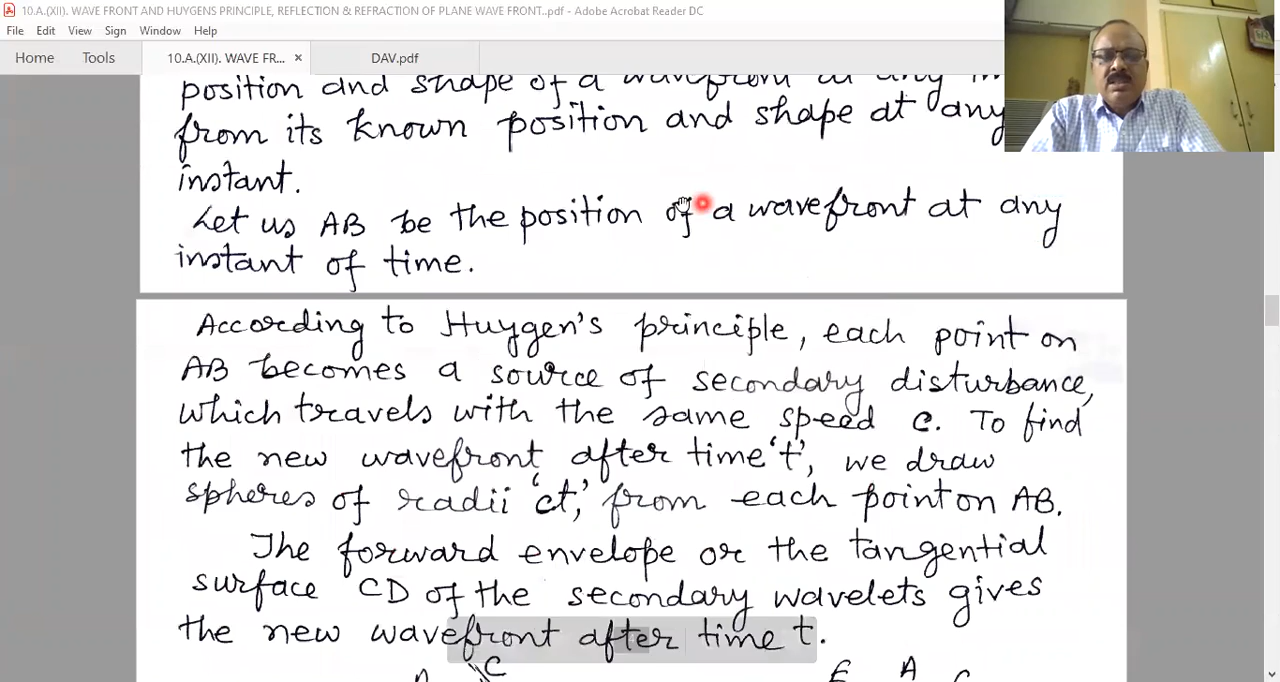 10.A.(XII). WAVE FRONT AND HUYGENS PRINCIPLE, REFLECTION & REFRACTION OF PLANE WAVE FRONT..pdf - Adobe Acrobat Reader DC
File Edit View Sign Window Help
Home Tools 10.A.(XII). WAVE FR... × DAV.pdf
position and shape of a wavefront at any
from its known position and shape at any
instant.
Let us AB be the position of a wavefront at any
instant of time.
According to Huygen's principle, each point on
AB becomes a source of secondary disturbance,
which travels with the same speed c. To find
the new wavefront after time 't', we draw
spheres of radii 'ct,' from each point on AB.
The forward envelope or the tangential
surface CD of the secondary wavelets gives
the new wavefront after time t.
C A